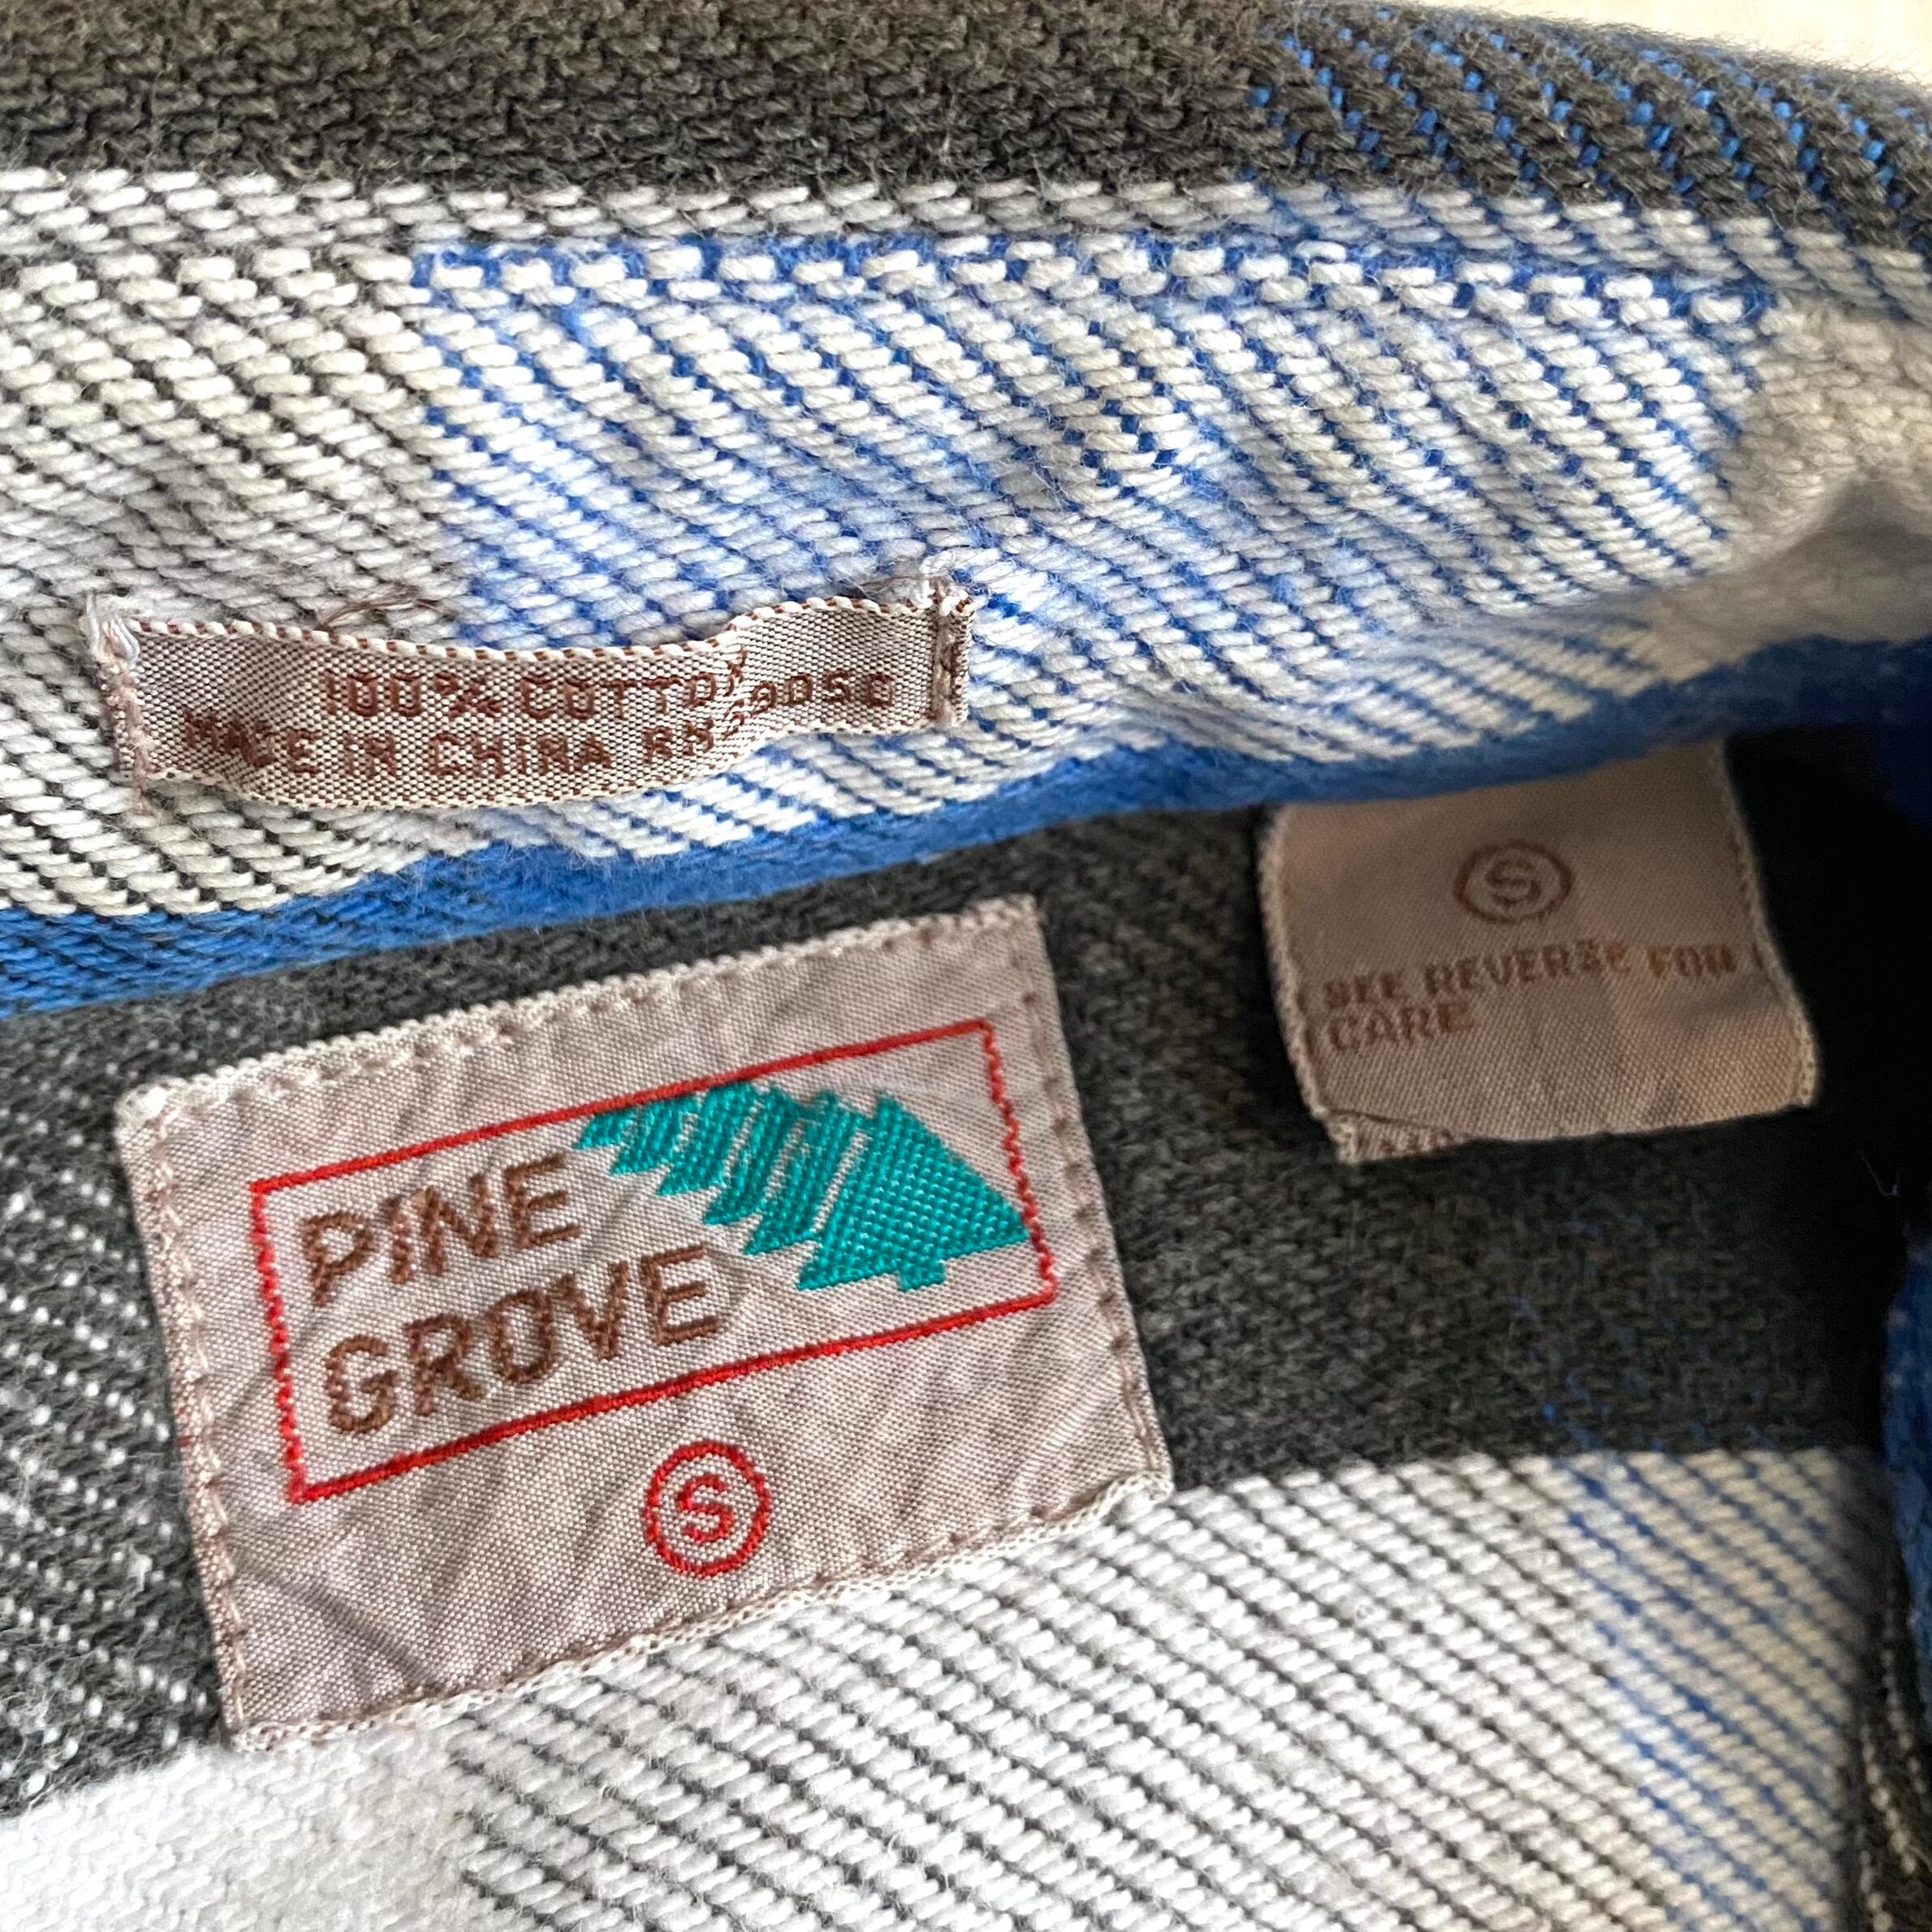 100% COTTON
MADE IN CHINA RN
S
SEE REVERSE FOR
CARE
PINE
GROVE
S